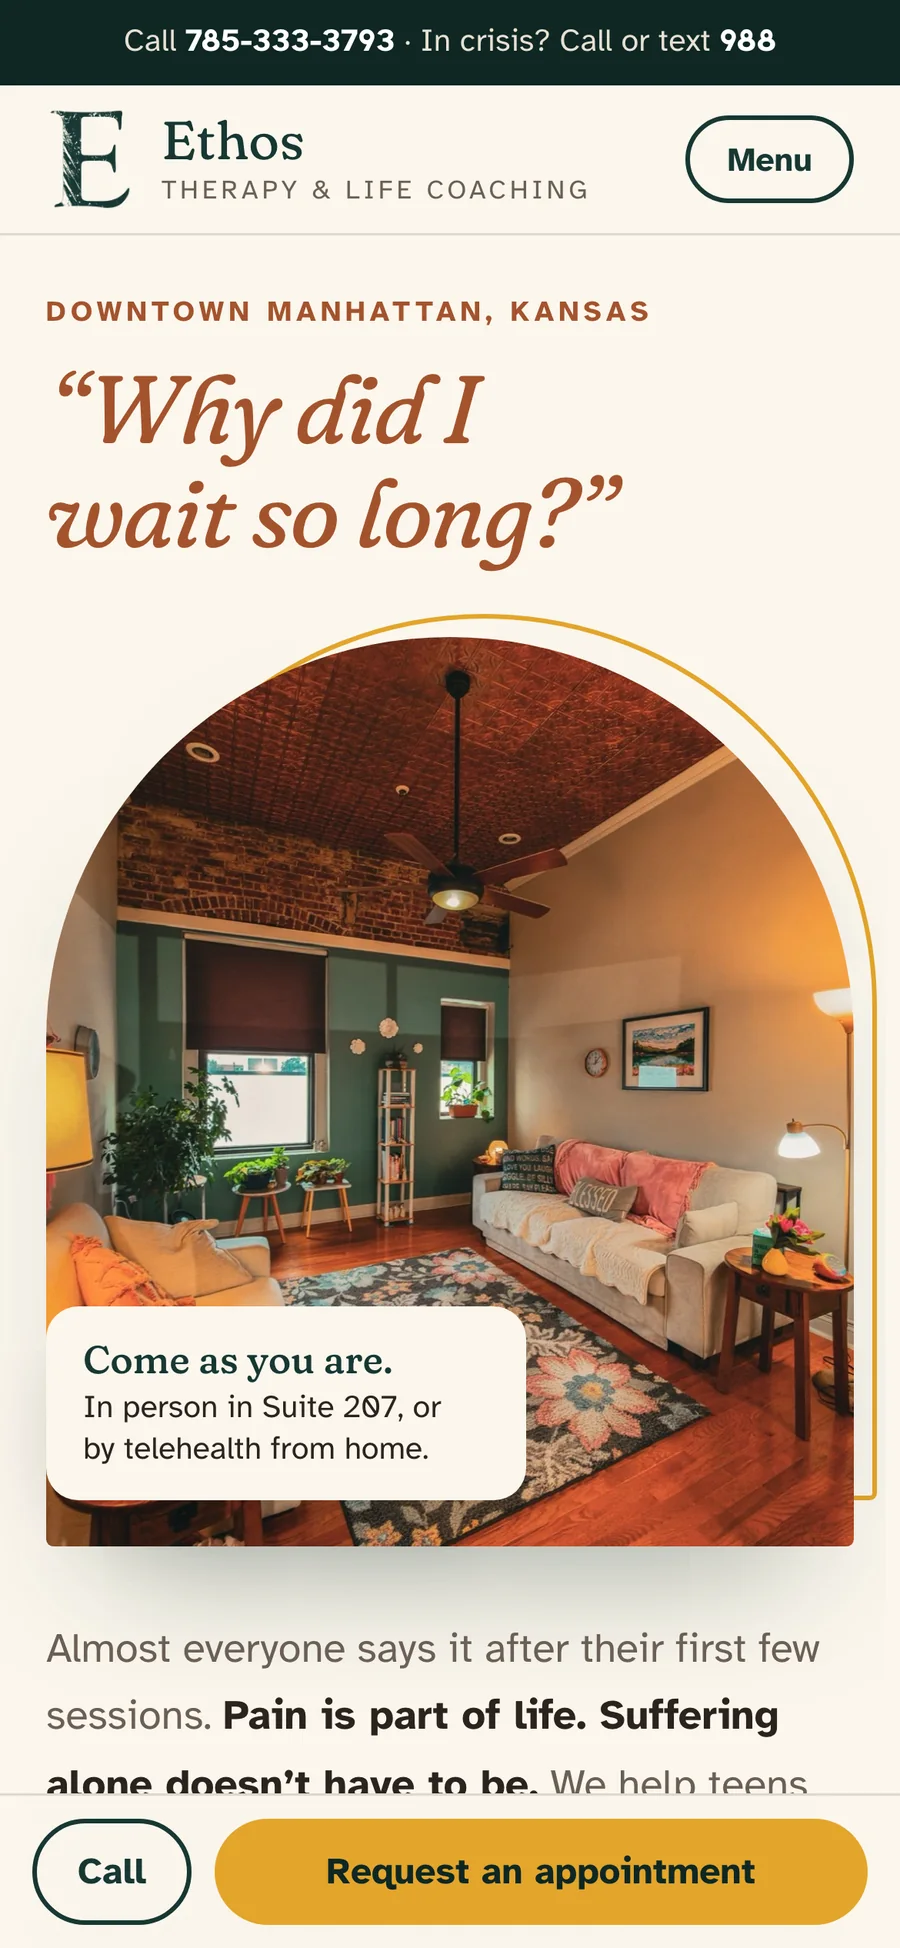 Call 785-333-3793 · In crisis? Call or text 988
E
Ethos
THERAPY & LIFE COACHING
Menu
DOWNTOWN MANHATTAN, KANSAS
“Why did I
wait so long?”
BLESSED
Come as you are.
In person in Suite 207, or
by telehealth from home.
Almost everyone says it after their first few
sessions. Pain is part of life. Suffering
alone doesn’t have to be. We help teens
Call
Request an appointment